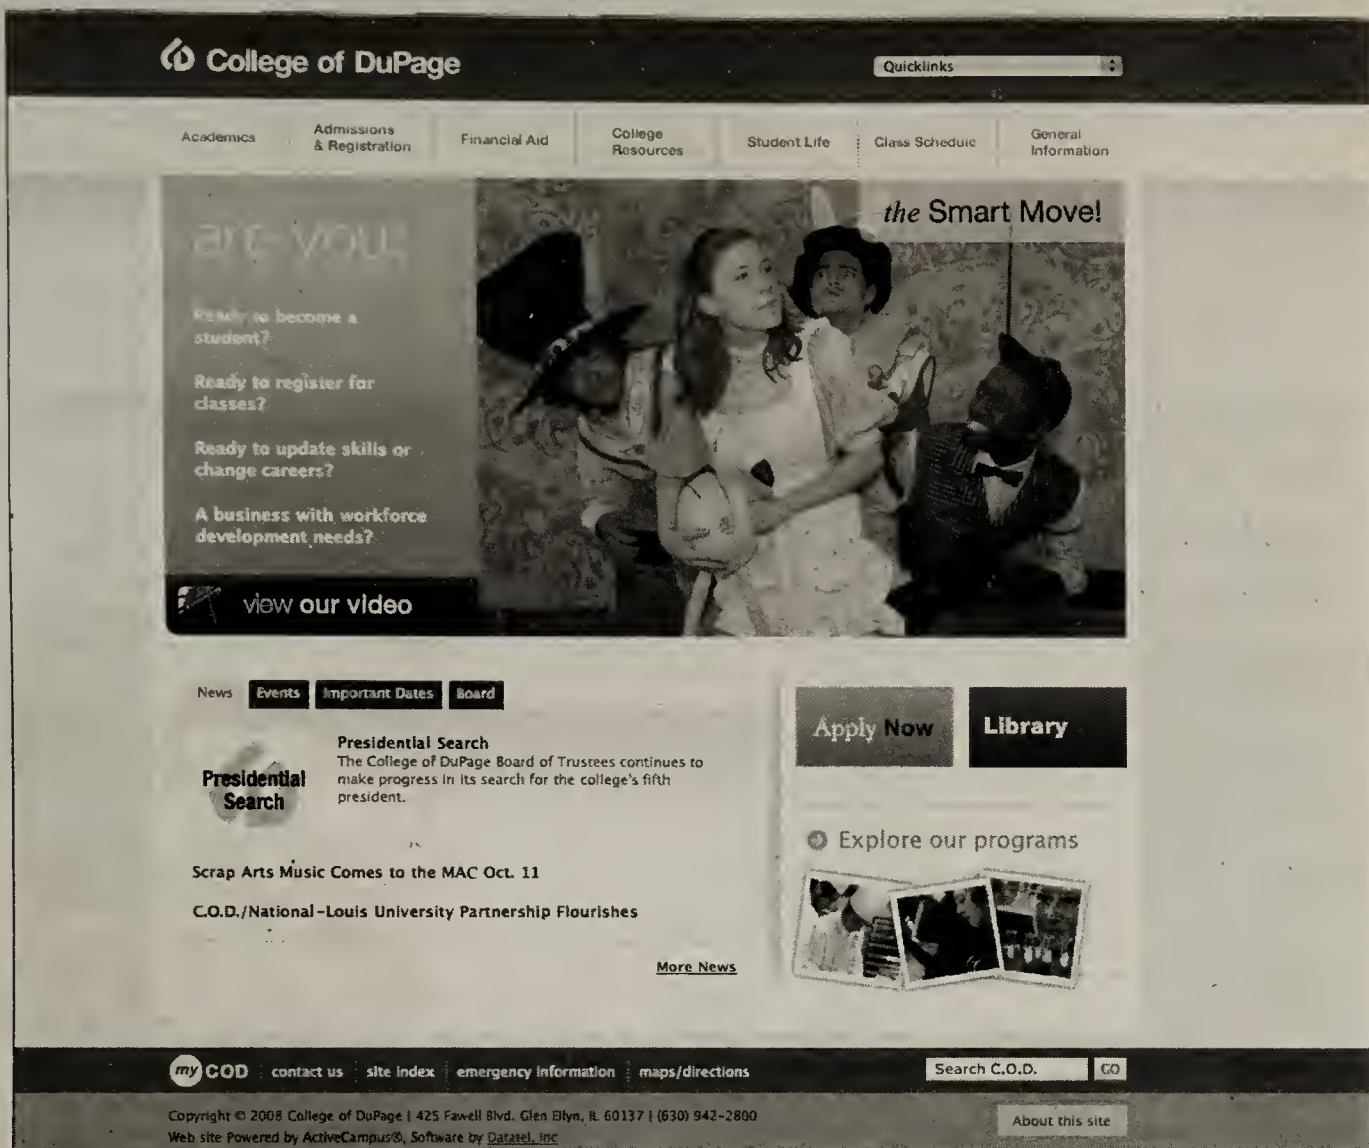 College of DuPage
Quicklinks
Academics
Admissions
& Registration
Financial Aid
College
Resources
Student Life
Class Schedule
General
Information
are you:
the Smart Move!
Ready to become a
student?
Ready to register for
classes?
Ready to update skills or
change careers?
A business with workforce
development needs?
view our video
News Events Important Dates Board
Presidential
Search
Presidential Search
The College of DuPage Board of Trustees continues to
make progress in its search for the college's fifth
president.
Scrap Arts Music Comes to the MAC Oct. 11
C.O.D./National-Louis University Partnership Flourishes
More News
Apply Now
Library
Explore our programs
my COD contact us site index emergency information maps/directions
Search C.O.D. GO
Copyright © 2008 College of DuPage | 425 Fawell Blvd. Glen Ellyn, IL 60137 | (630) 942-2800
Web site Powered by ActiveCampus®, Software by Datatel, Inc
About this site